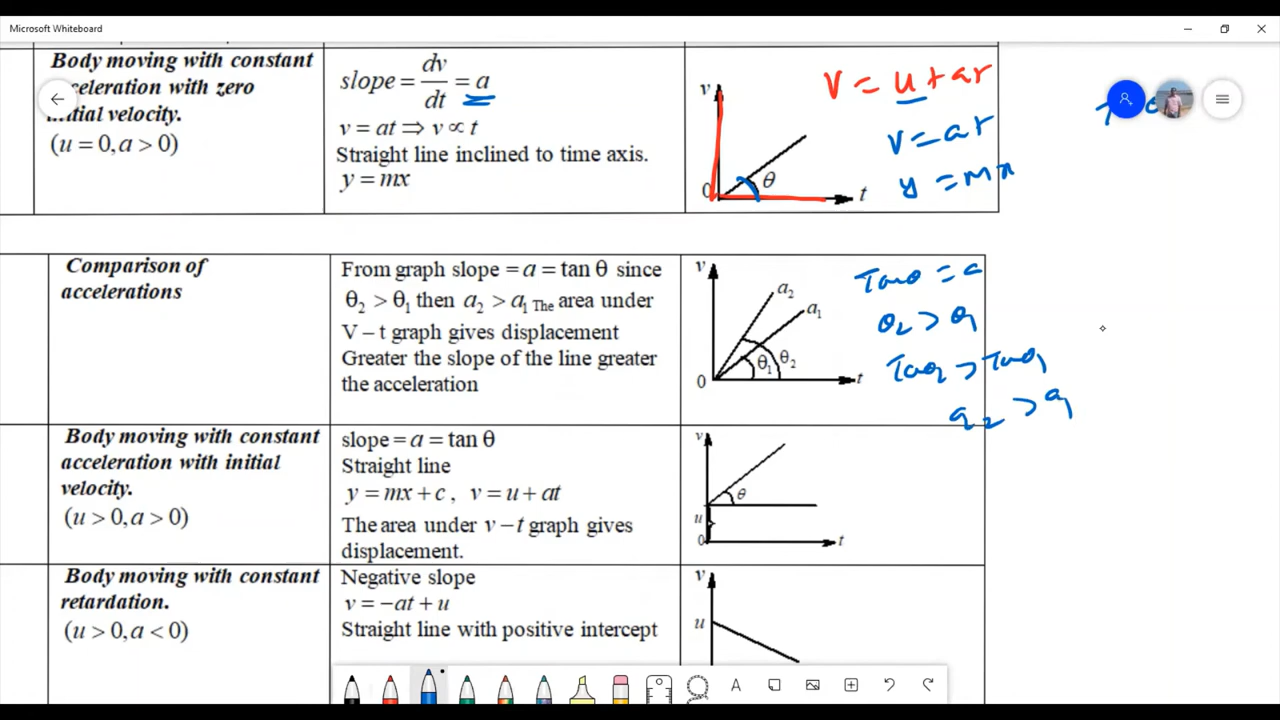 Microsoft Whiteboard
Body moving with constant
acceleration with zero
initial velocity.
(u = 0, a > 0)
slope = dv/dt = a
v = at ⇒ v ∝ t
Straight line inclined to time axis.
y = mx
v
0
θ
t
V = u + at
V = at
y = mx
Comparison of
accelerations
From graph slope = a = tan θ since
θ₂ > θ₁ then a₂ > a₁ The area under
V – t graph gives displacement
Greater the slope of the line greater
the acceleration
v
a₂
a₁
θ₁
θ₂
0
t
Tanθ = a
θ₂ > θ₁
Tanθ₂ > Tanθ₁
a₂ > a₁
Body moving with constant
acceleration with initial
velocity.
(u > 0, a > 0)
slope = a = tan θ
Straight line
y = mx + c, v = u + at
The area under v – t graph gives
displacement.
v
θ
u
0
t
Body moving with constant
retardation.
(u > 0, a < 0)
Negative slope
v = –at + u
Straight line with positive intercept
v
u